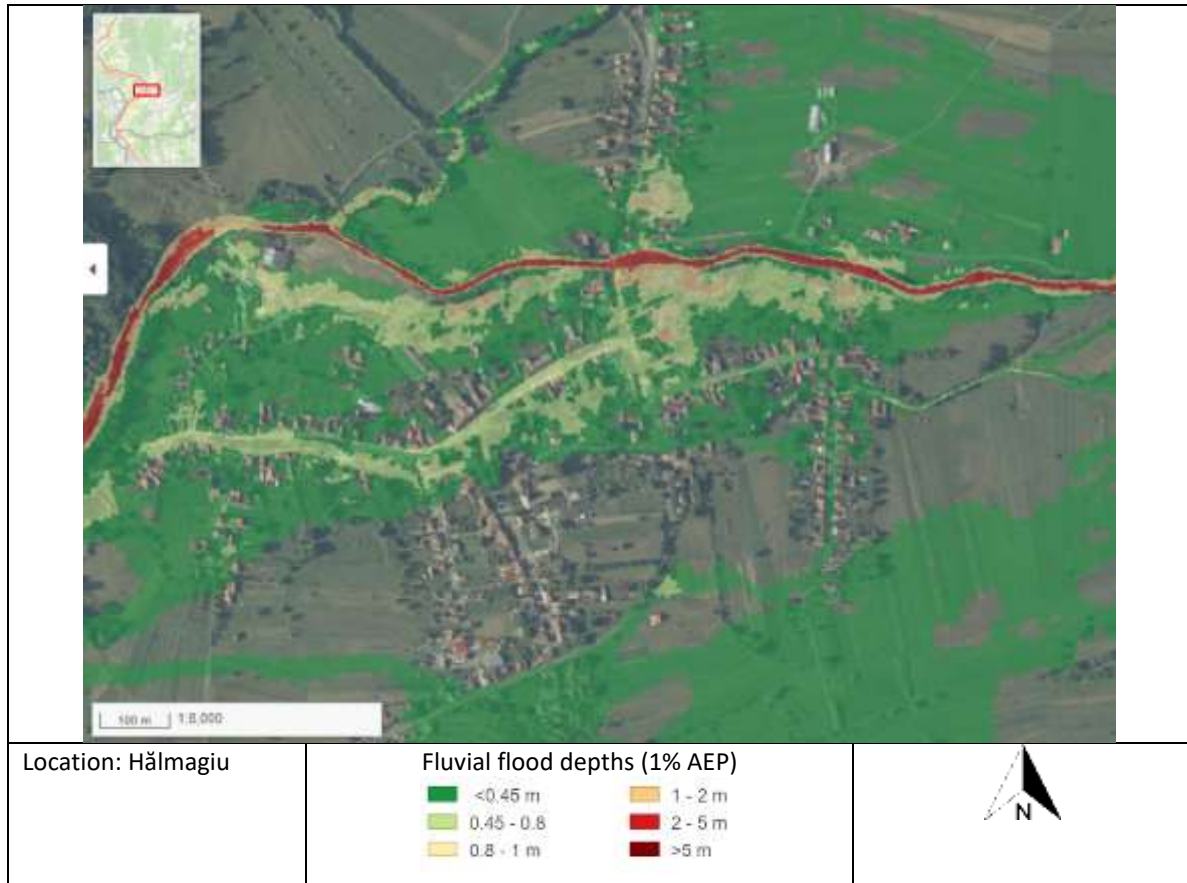 100 m 1:8,000
Location: Hălmagiu
Fluvial flood depths (1% AEP)
<0.45 m
0.45 - 0.8
0.8 - 1 m
1 - 2 m
2 - 5 m
>5 m
N